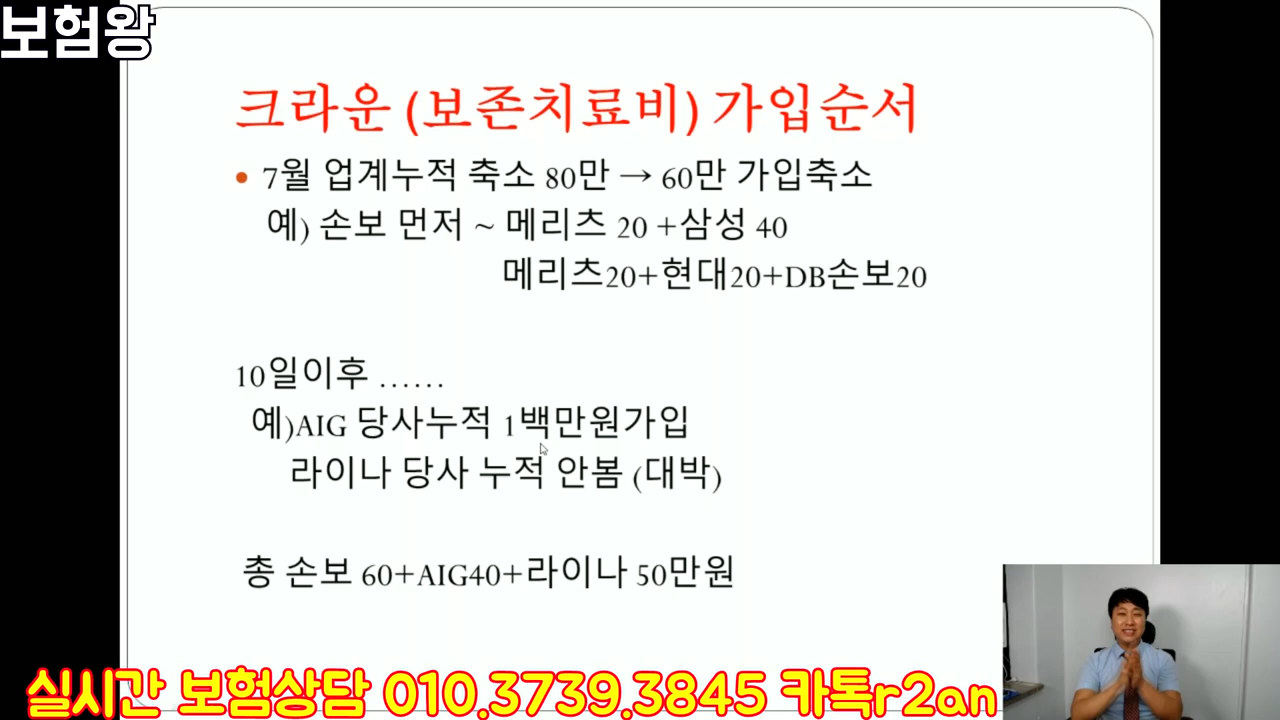 보험왕
크라운 (보존치료비) 가입순서
• 7월 업계누적 축소 80만 → 60만 가입축소
예) 손보 먼저 ~ 메리츠 20 +삼성 40
메리츠20+현대20+DB손보20
10일이후 ……
예)AIG 당사누적 1백만원가입
라이나 당사 누적 안봄 (대박)
총 손보 60+AIG40+라이나 50만원
실시간 보험상담 010.3739.3845 카톡r2an